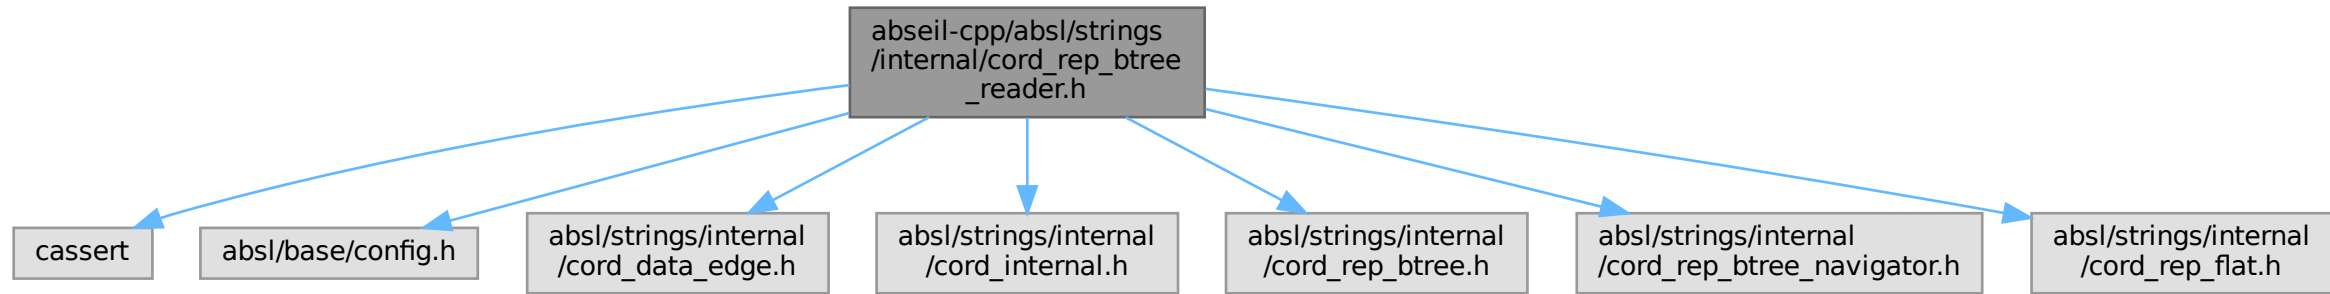 abseil-cpp/absl/strings
/internal/cord_rep_btree
_reader.h
cassert
absl/base/config.h
absl/strings/internal
/cord_data_edge.h
absl/strings/internal
/cord_internal.h
absl/strings/internal
/cord_rep_btree.h
absl/strings/internal
/cord_rep_btree_navigator.h
absl/strings/internal
/cord_rep_flat.h